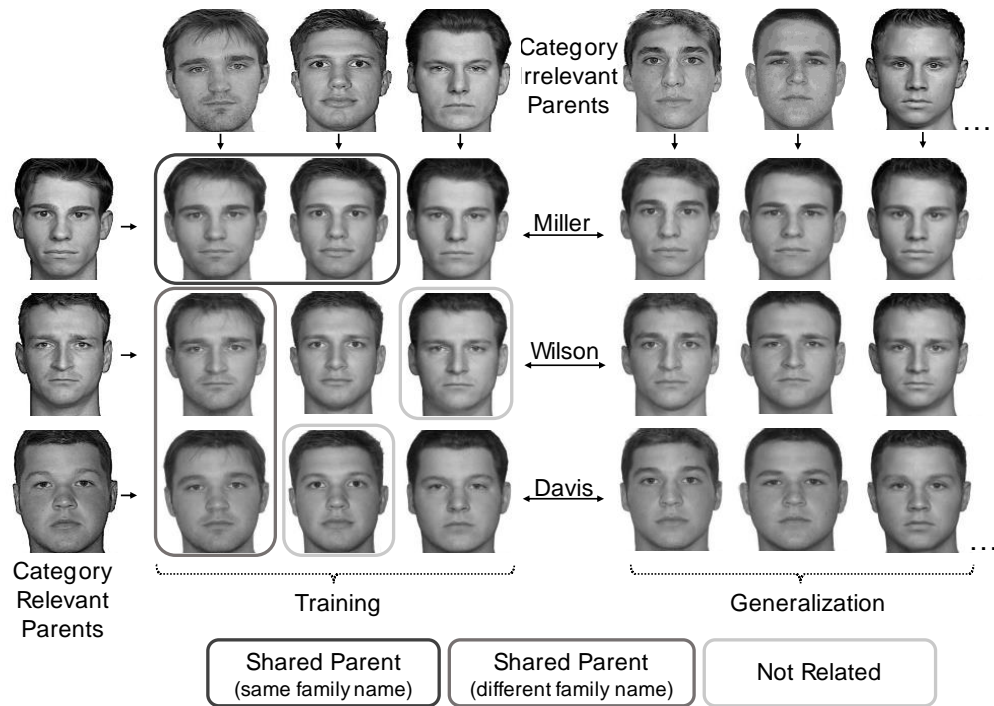 Category
Irrelevant
Parents
...
Miller
Wilson
Davis
...
Category
Relevant
Parents
Training
Generalization
Shared Parent
(same family name)
Shared Parent
(different family name)
Not Related